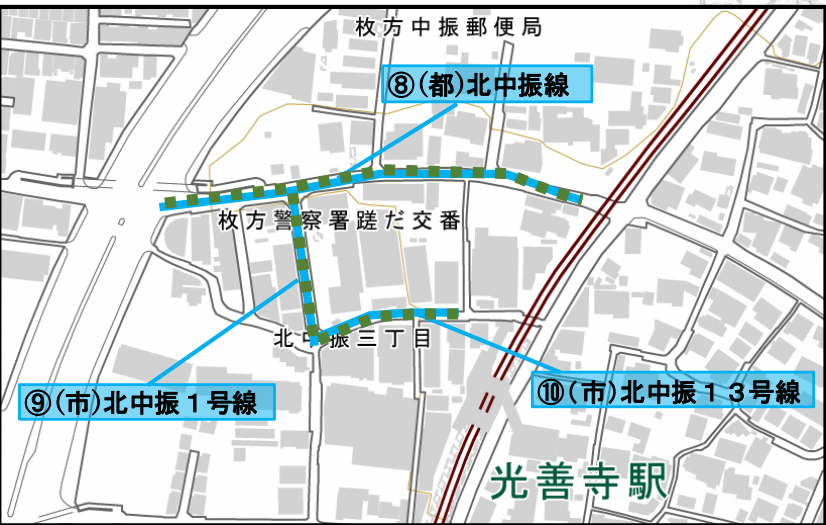 枚方中振郵便局
⑧(都)北中振線
枚方警察署蹉だ交番
北中振三丁目
⑨(市)北中振１号線
⑩(市)北中振１３号線
光善寺駅